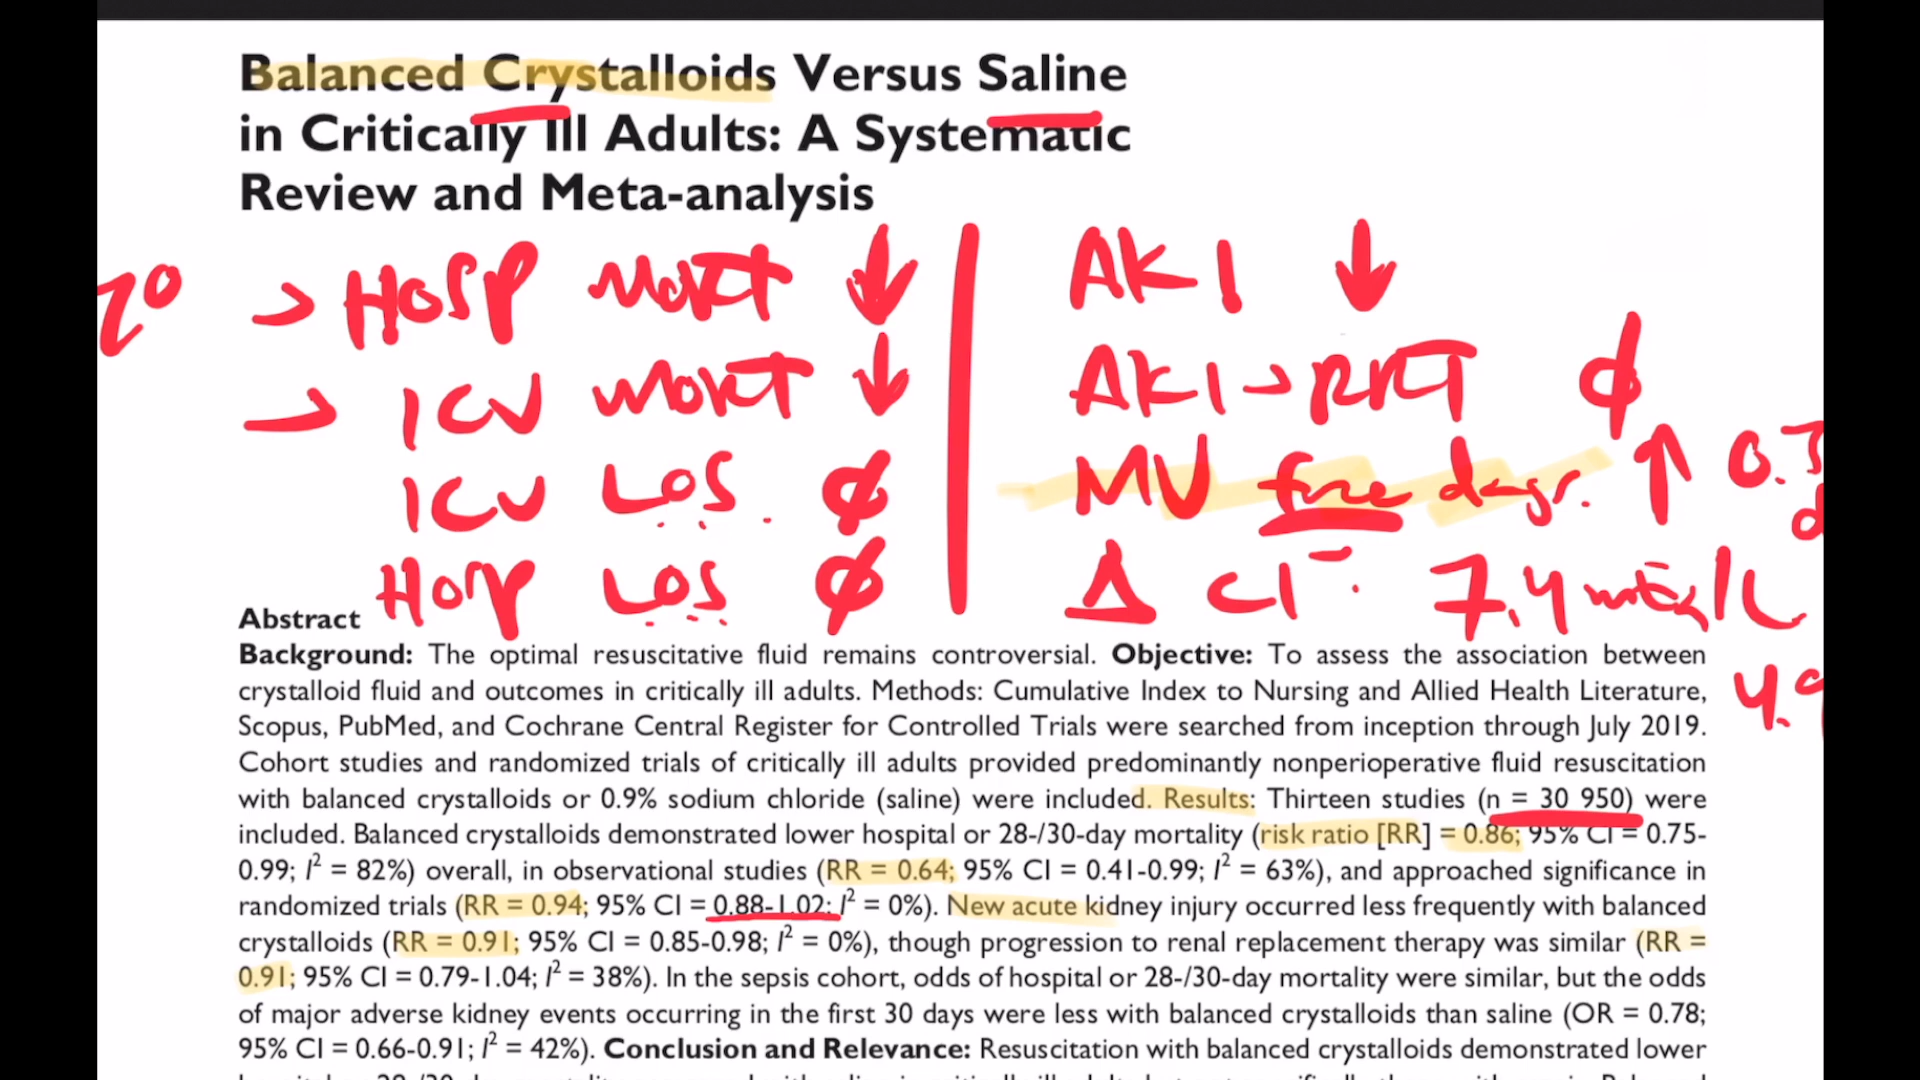 Balanced Crystalloids Versus Saline
in Critically Ill Adults: A Systematic
Review and Meta-analysis
2° → HOSP MORT ↓
→ ICU MORT ↓
ICU LOS. ∅
HOSP LOS ∅
AKI ↓
AKI → RRT ∅
MV free days. ↑ 0.
Δ Cl⁻. 7.4 mEq/L
4.9
Abstract
Background: The optimal resuscitative fluid remains controversial. Objective: To assess the association between
crystalloid fluid and outcomes in critically ill adults. Methods: Cumulative Index to Nursing and Allied Health Literature,
Scopus, PubMed, and Cochrane Central Register for Controlled Trials were searched from inception through July 2019.
Cohort studies and randomized trials of critically ill adults provided predominantly nonperioperative fluid resuscitation
with balanced crystalloids or 0.9% sodium chloride (saline) were included. Results: Thirteen studies (n = 30 950) were
included. Balanced crystalloids demonstrated lower hospital or 28-/30-day mortality (risk ratio [RR] = 0.86; 95% CI = 0.75-
0.99; I² = 82%) overall, in observational studies (RR = 0.64; 95% CI = 0.41-0.99; I² = 63%), and approached significance in
randomized trials (RR = 0.94; 95% CI = 0.88-1.02; I² = 0%). New acute kidney injury occurred less frequently with balanced
crystalloids (RR = 0.91; 95% CI = 0.85-0.98; I² = 0%), though progression to renal replacement therapy was similar (RR =
0.91; 95% CI = 0.79-1.04; I² = 38%). In the sepsis cohort, odds of hospital or 28-/30-day mortality were similar, but the odds
of major adverse kidney events occurring in the first 30 days were less with balanced crystalloids than saline (OR = 0.78;
95% CI = 0.66-0.91; I² = 42%). Conclusion and Relevance: Resuscitation with balanced crystalloids demonstrated lower